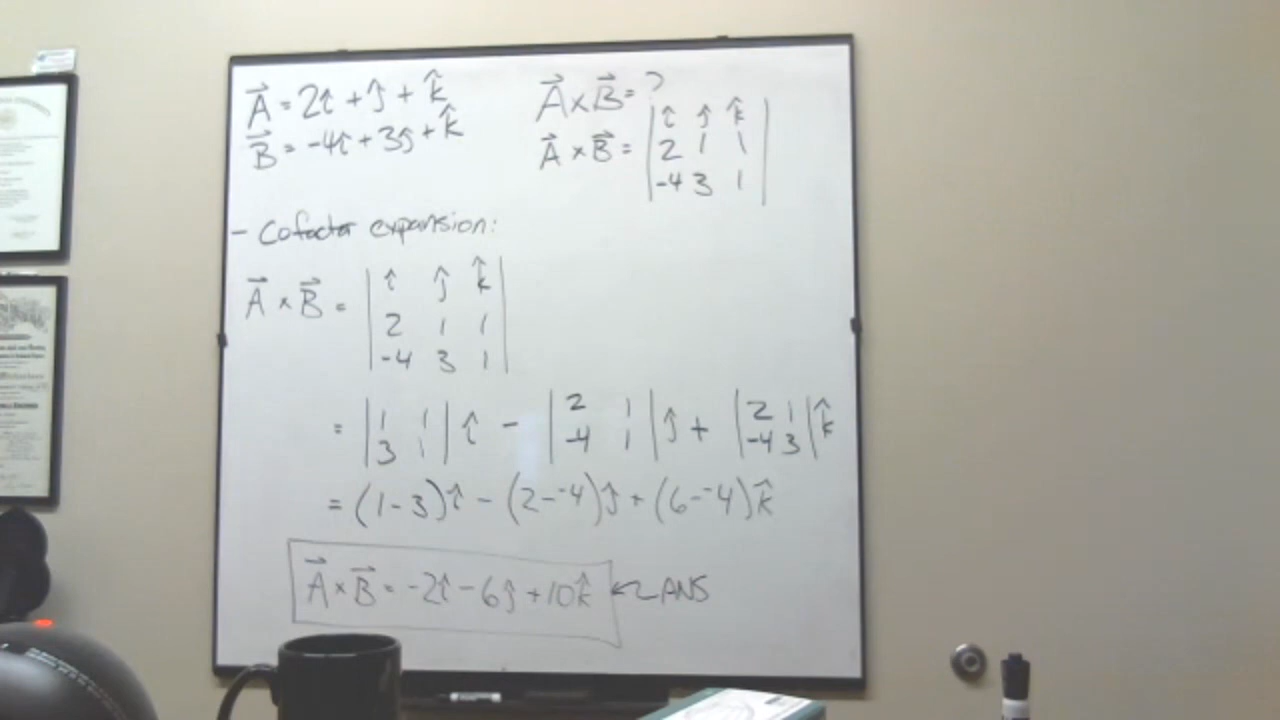 A⃗ = 2î + ĵ + k̂
B⃗ = -4î + 3ĵ + k̂
A⃗ × B⃗ = ?
A⃗ × B⃗ = | î ĵ k̂ |
| 2 1 1 |
| -4 3 1 |
- Cofactor expansion:
A⃗ × B⃗ = | î ĵ k̂ |
| 2 1 1 |
| -4 3 1 |
= | 1 1 | î - | 2 1 | ĵ + | 2 1 | k̂
| 3 1 | | -4 1 | | -4 3 |
= (1-3)î - (2-⁻4)ĵ + (6-⁻4)k̂
A⃗ × B⃗ = -2î - 6ĵ + 10k̂ ← ANS